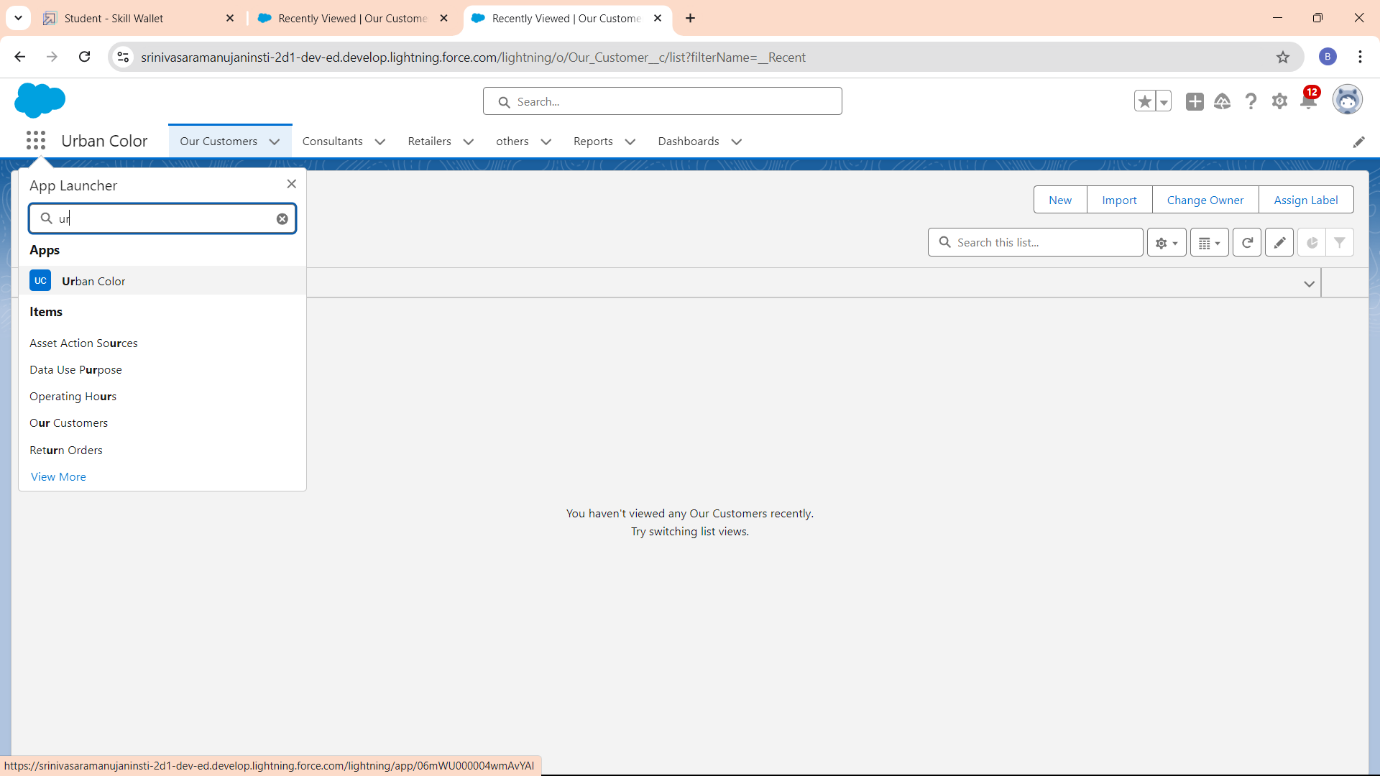 Student - Skill Wallet
Recently Viewed | Our Custome
Recently Viewed | Our Custome
srinivasaramanujaninsti-2d1-dev-ed.develop.lightning.force.com/lightning/o/Our_Customer__c/list?filterName=__Recent
B
Search...
12
Urban Color
Our Customers
Consultants
Retailers
others
Reports
Dashboards
App Launcher
ur
Apps
UC Urban Color
Items
Asset Action Sources
Data Use Purpose
Operating Hours
Our Customers
Return Orders
View More
New
Import
Change Owner
Assign Label
Search this list...
You haven't viewed any Our Customers recently.
Try switching list views.
https://srinivasaramanujaninsti-2d1-dev-ed.develop.lightning.force.com/lightning/app/06mWU000004wmAvYAI